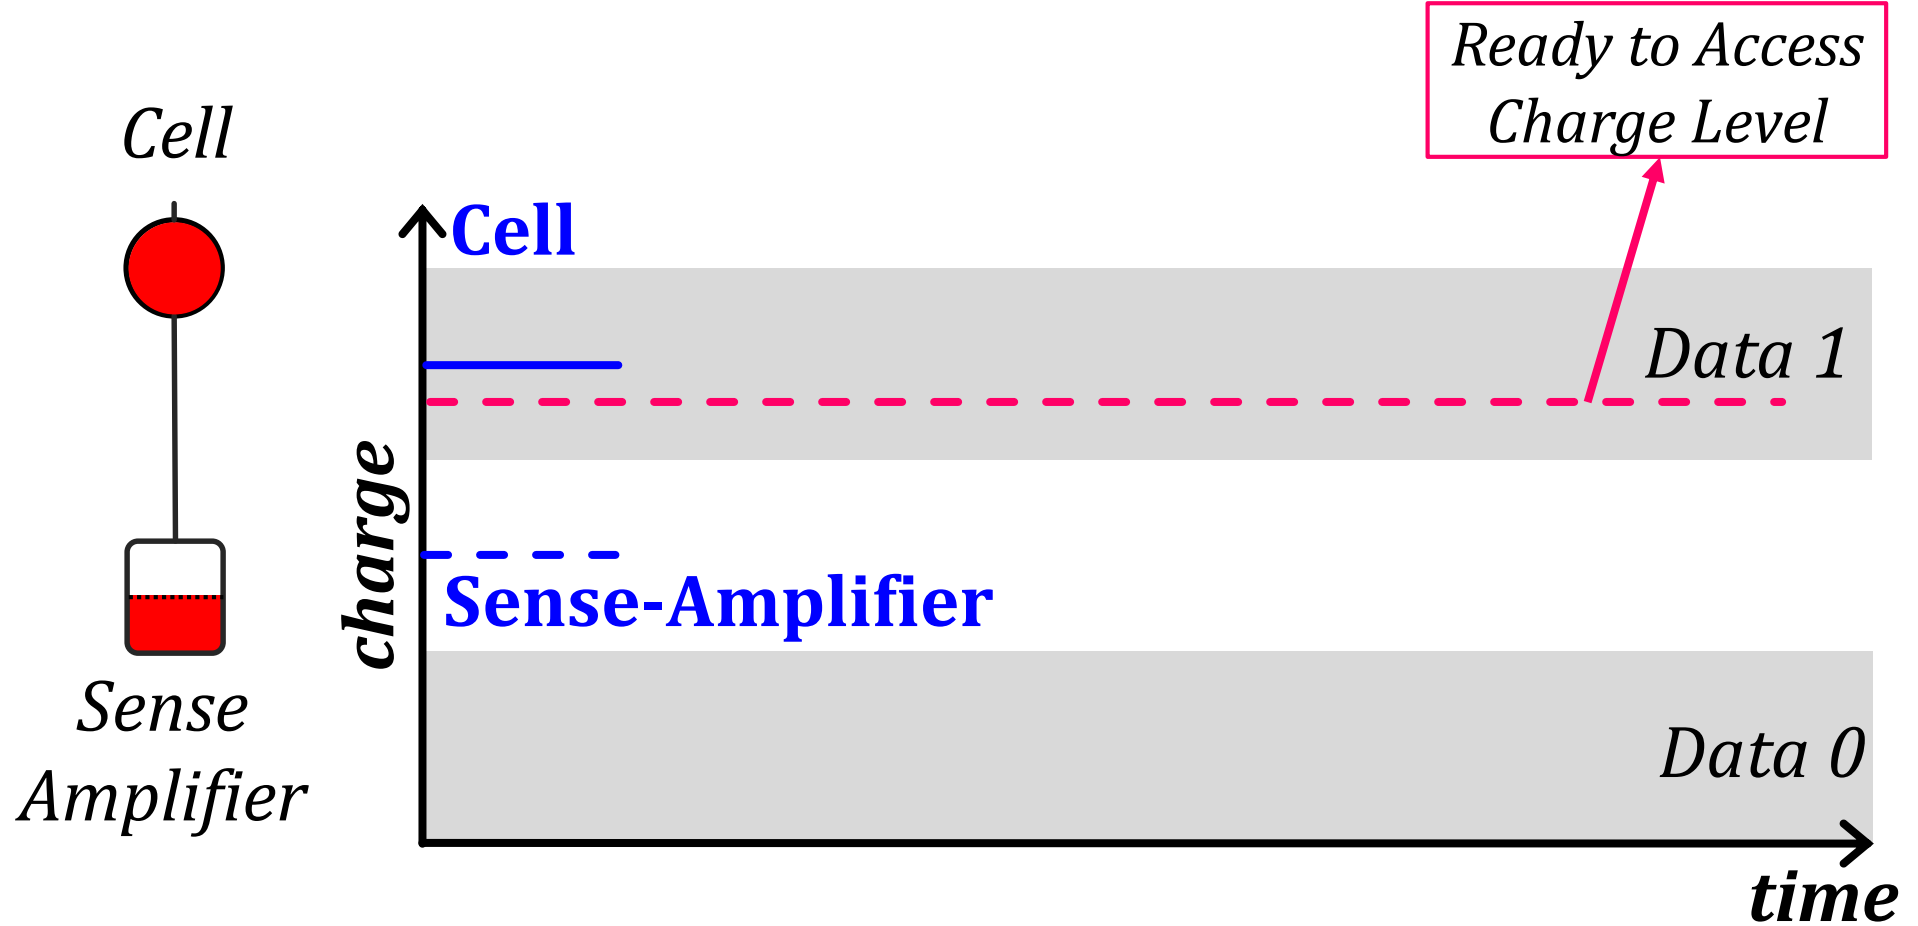 Ready to Access
Charge Level
Cell
Cell
Data 1
charge
Sense-Amplifier
Sense
Amplifier
Data 0
time